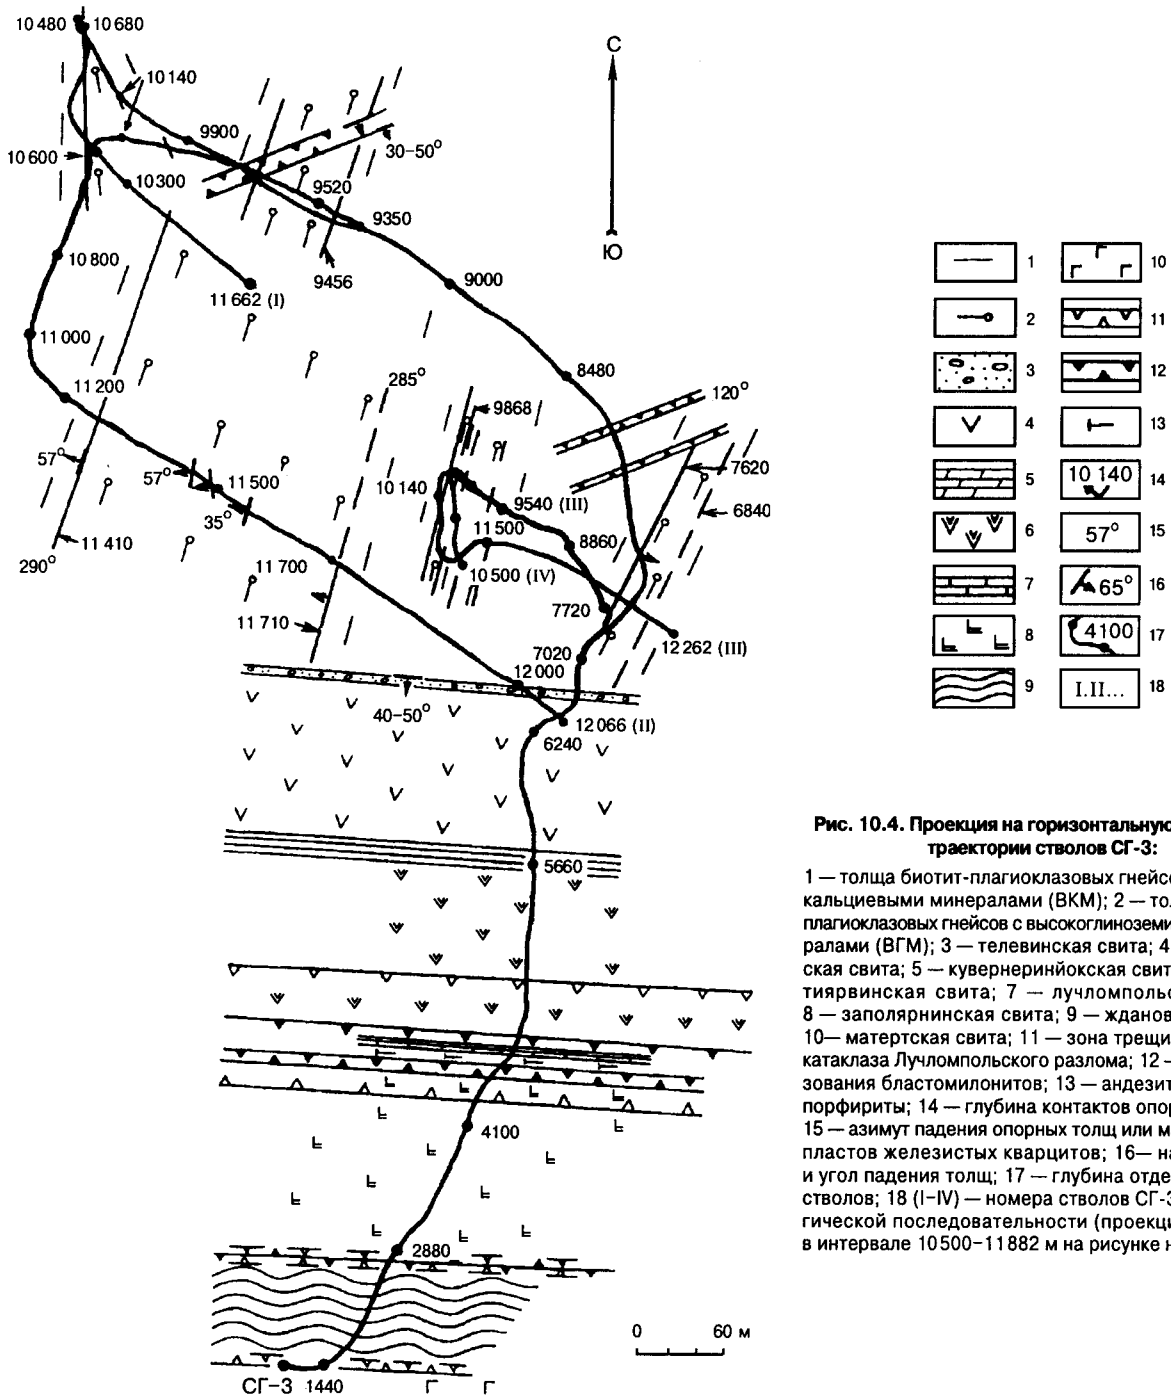 10 480
10 680
С
10 140
9900
30–50°
10 600
10 300
9520
9350
Ю
10 800
9456
9000
11 662 (I)
11 000
8480
11 200
285°
9868
120°
57°
57°
11 500
10 140
9540 (III)
7620
35°
11 500
6840
11 410
8860
290°
11 700
10 500 (IV)
7720
11 710
12 262 (III)
7020
12 000
40–50°
12 066 (II)
6240
5660
4100
2880
0 60 м
СГ-3 1440
1 10
2 11
3 12
4 13
5 10 140 14
6 57° 15
7 65° 16
8 4100 17
9 I.II... 18
Рис. 10.4. Проекция на горизонтальную
траектории стволов СГ-3:
1 — толща биотит-плагиоклазовых гнейсо
кальциевыми минералами (ВКМ); 2 — тол
плагиоклазовых гнейсов с высокоглиноземи
ралами (ВГМ); 3 — телевинская свита; 4
ская свита; 5 — кувернеринйокская свит
тиярвинская свита; 7 — лучломпольс
8 — заполярнинская свита; 9 — ждановс
10— матертская свита; 11 — зона трещи
катаклаза Лучломпольского разлома; 12 —
зования бластомилонитов; 13 — андезит
порфириты; 14 — глубина контактов опор
15 — азимут падения опорных толщ или м
пластов железистых кварцитов; 16— на
и угол падения толщ; 17 — глубина отде
стволов; 18 (I–IV) — номера стволов СГ-3
гической последовательности (проекци
в интервале 10500–11882 м на рисунке н